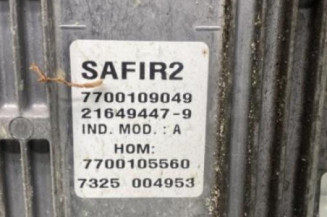 SAFIR2
7700109049
21649447-9
IND. MOD. : A
HOM:
7700105560
7325 004953